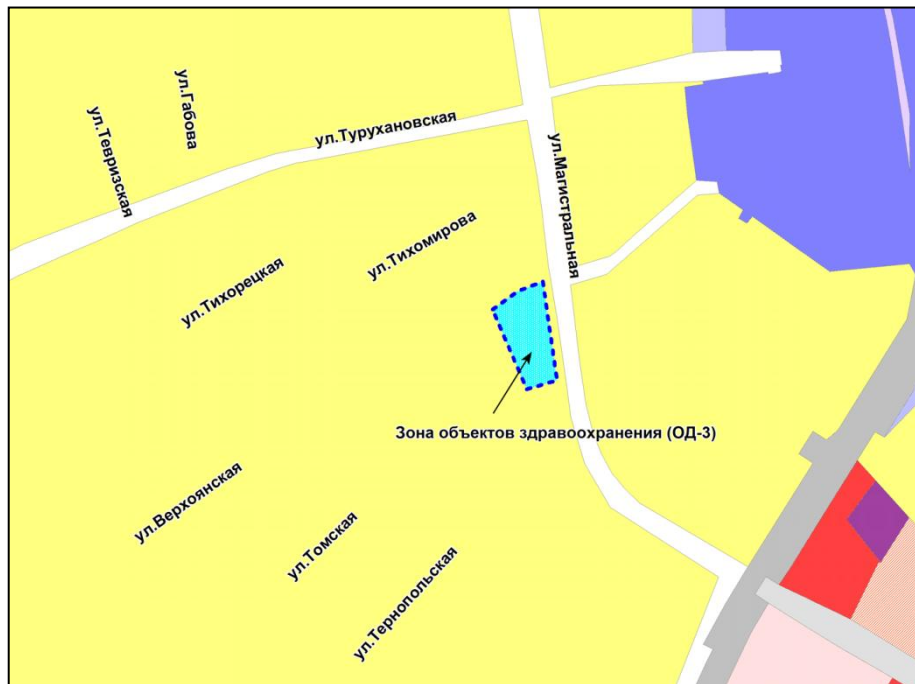 ул.Габова
ул.Тевризская
ул.Турухановская
ул.Магистральная
ул.Тихомирова
ул.Тихорецкая
Зона объектов здравоохранения (ОД-3)
ул.Верхоянская
ул.Томская
ул.Тернопольская